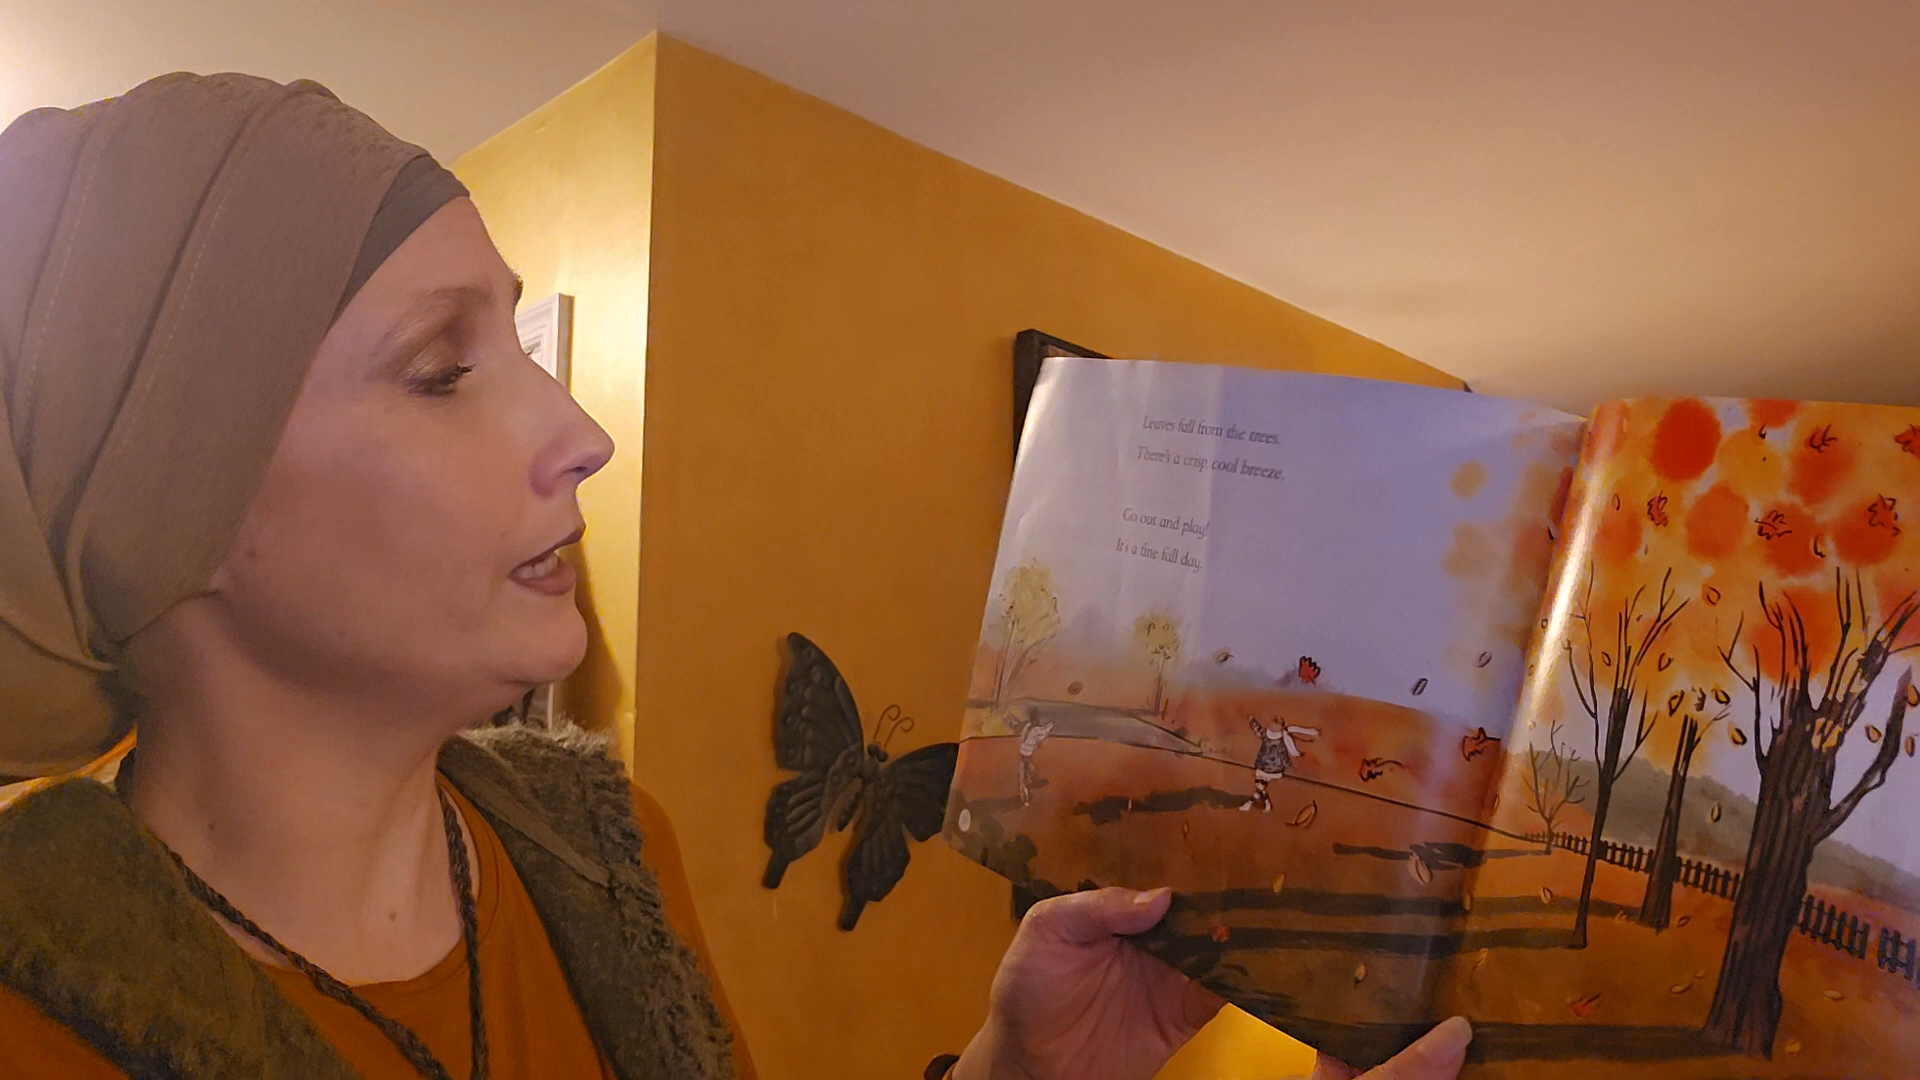 Leaves fall from the trees.
There's a crisp, cool breeze.
Go out and play!
It's a fine fall day.